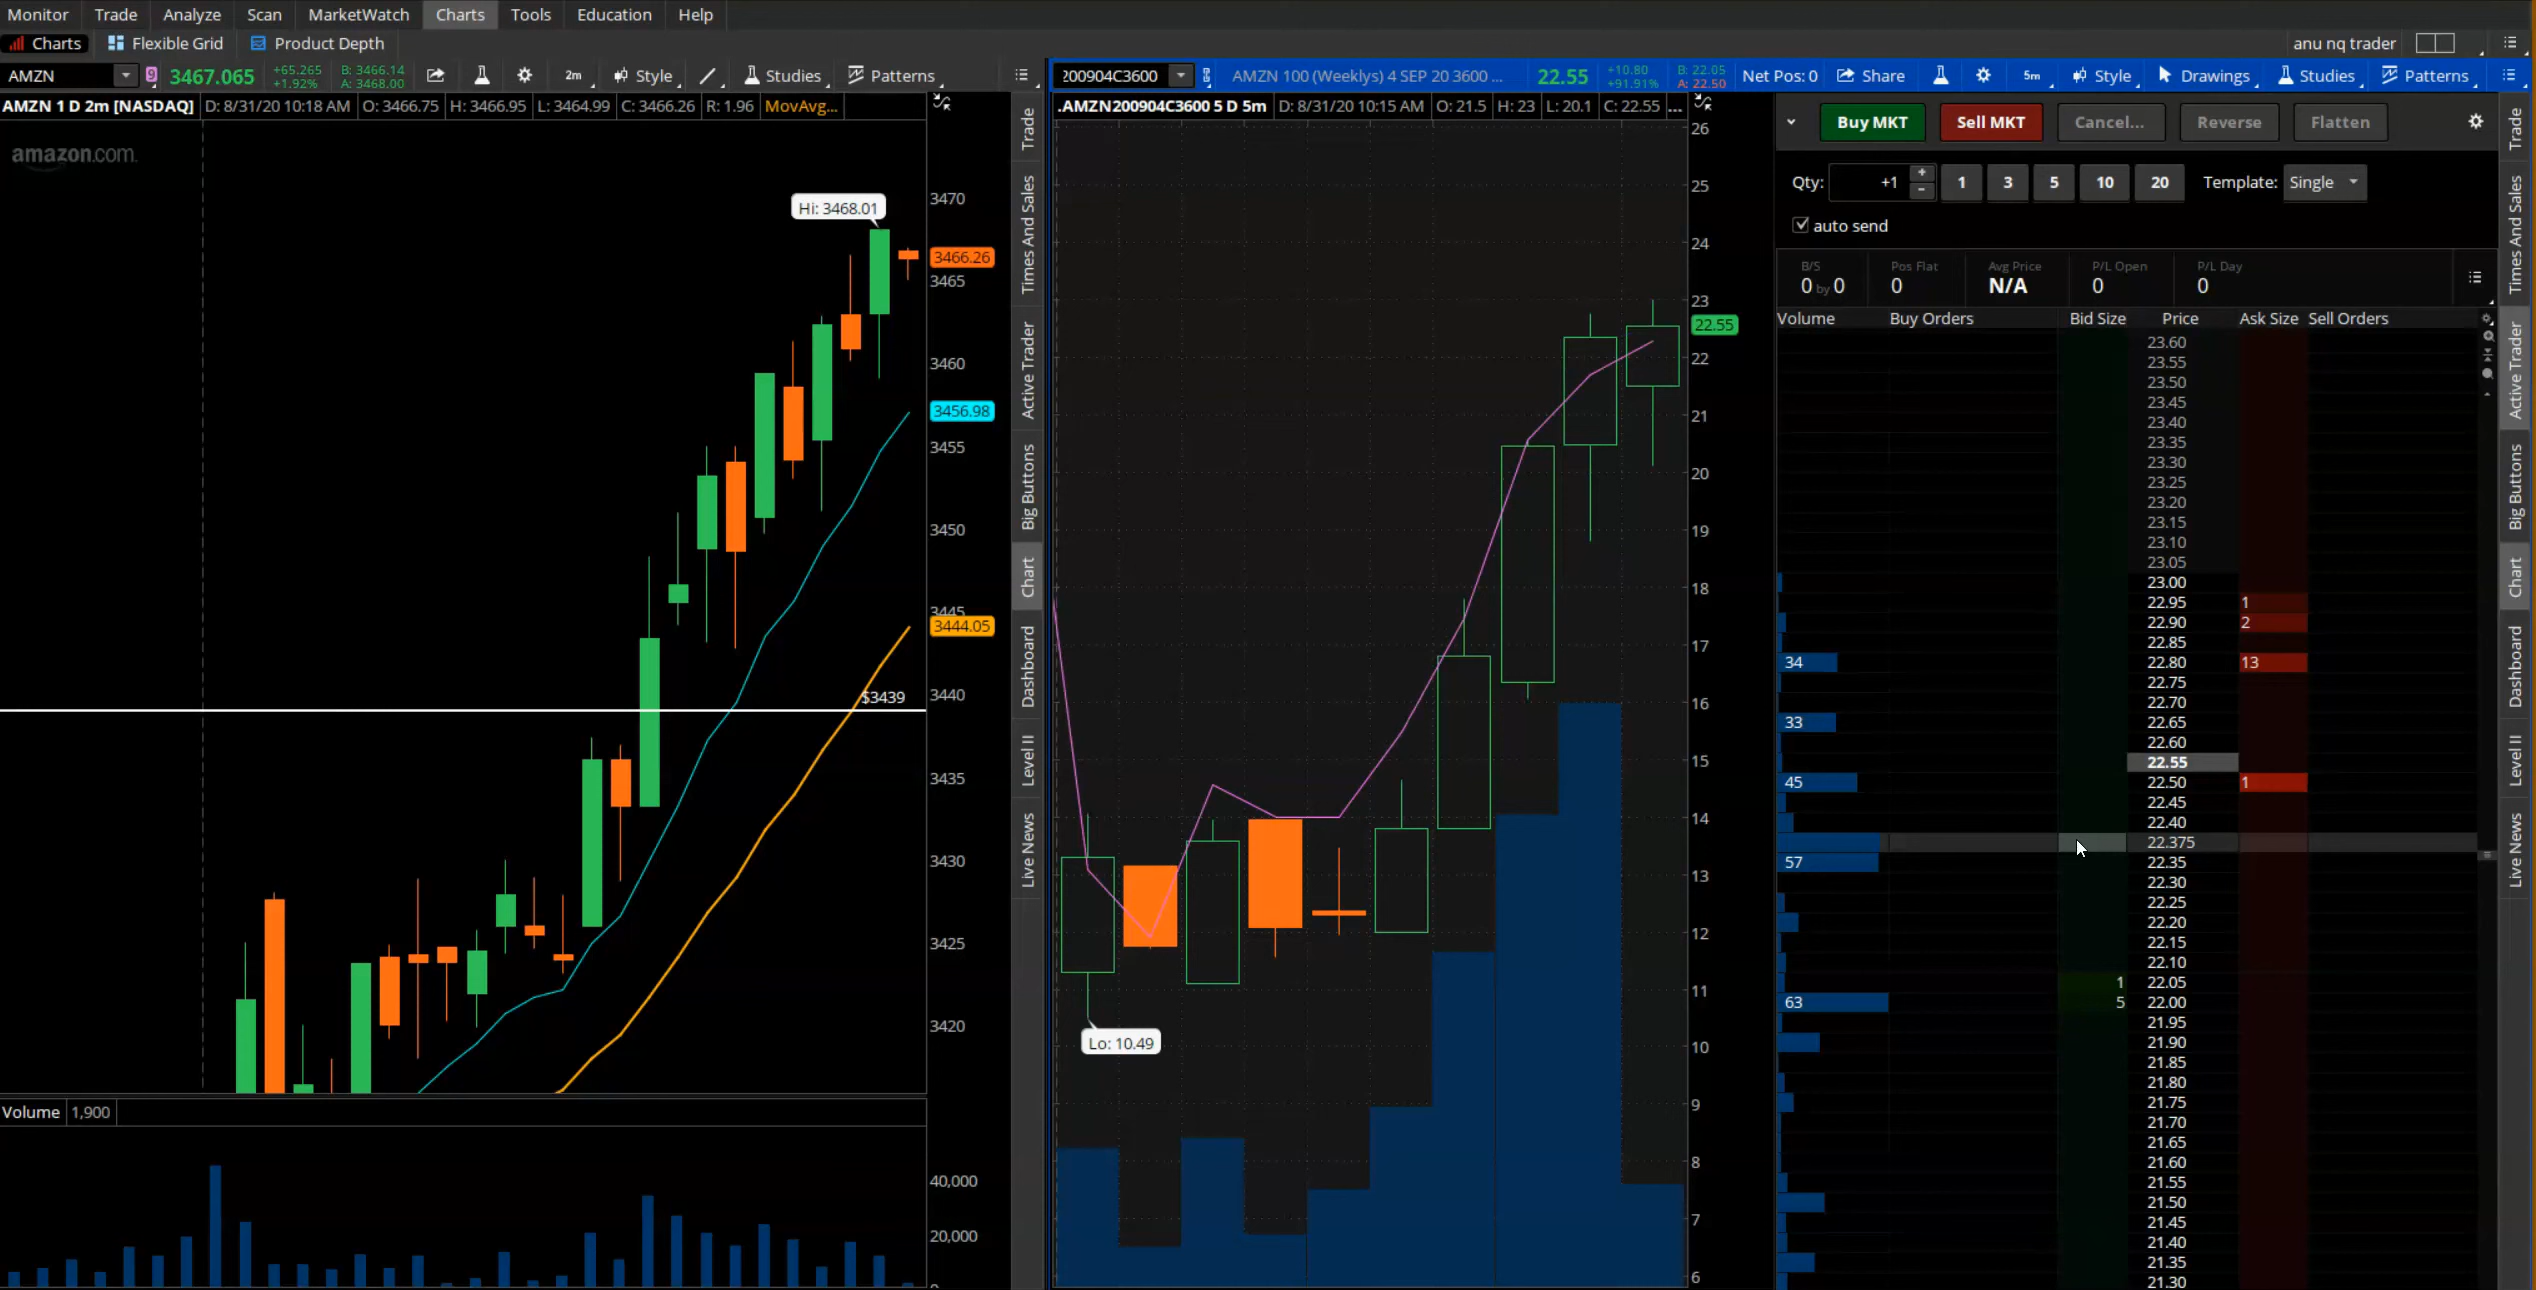 Monitor Trade Analyze Scan MarketWatch Charts Tools Education Help
Charts Flexible Grid Product Depth anu nq trader
AMZN 9 3467.065 +65.265 +1.92% B: 3466.14 A: 3468.00 2m Style Studies Patterns
200904C3600 AMZN 100 (Weeklys) 4 SEP 20 3600 ... 22.55 +10.80 +91.91% B: 22.05 A: 22.50 Net Pos: 0 Share 5m Style Drawings Studies Patterns
AMZN 1 D 2m [NASDAQ] D: 8/31/20 10:18 AM O: 3466.75 H: 3466.95 L: 3464.99 C: 3466.26 R: 1.96 MovAvg...
.AMZN200904C3600 5 D 5m D: 8/31/20 10:15 AM O: 21.5 H: 23 L: 20.1 C: 22.55 ...
amazon.com.
Hi: 3468.01
3470
3466.26
3465
3460
3456.98
3455
3450
3445
3444.05
3440
$3439
3435
3430
3425
3420
Volume 1,900
40,000
20,000
0
Trade
Times And Sales
Active Trader
Big Buttons
Chart
Dashboard
Level II
Live News
26
25
24
23
22.55
22
21
20
19
18
17
16
15
14
13
12
11
10
9
8
7
6
Lo: 10.49
Buy MKT Sell MKT Cancel... Reverse Flatten
Qty: +1 1 3 5 10 20 Template: Single
auto send
B/S Pos Flat Avg Price P/L Open P/L Day
0 by 0 0 N/A 0 0
Volume Buy Orders Bid Size Price Ask Size Sell Orders
23.60
23.55
23.50
23.45
23.40
23.35
23.30
23.25
23.20
23.15
23.10
23.05
23.00
22.95 1
22.90 2
22.85
34 22.80 13
22.75
22.70
33 22.65
22.60
22.55
45 22.50 1
22.45
22.40
22.375
57 22.35
22.30
22.25
22.20
22.15
22.10
1 22.05
63 5 22.00
21.95
21.90
21.85
21.80
21.75
21.70
21.65
21.60
21.55
21.50
21.45
21.40
21.35
21.30
Trade
Times And Sales
Active Trader
Big Buttons
Chart
Dashboard
Level II
Live News